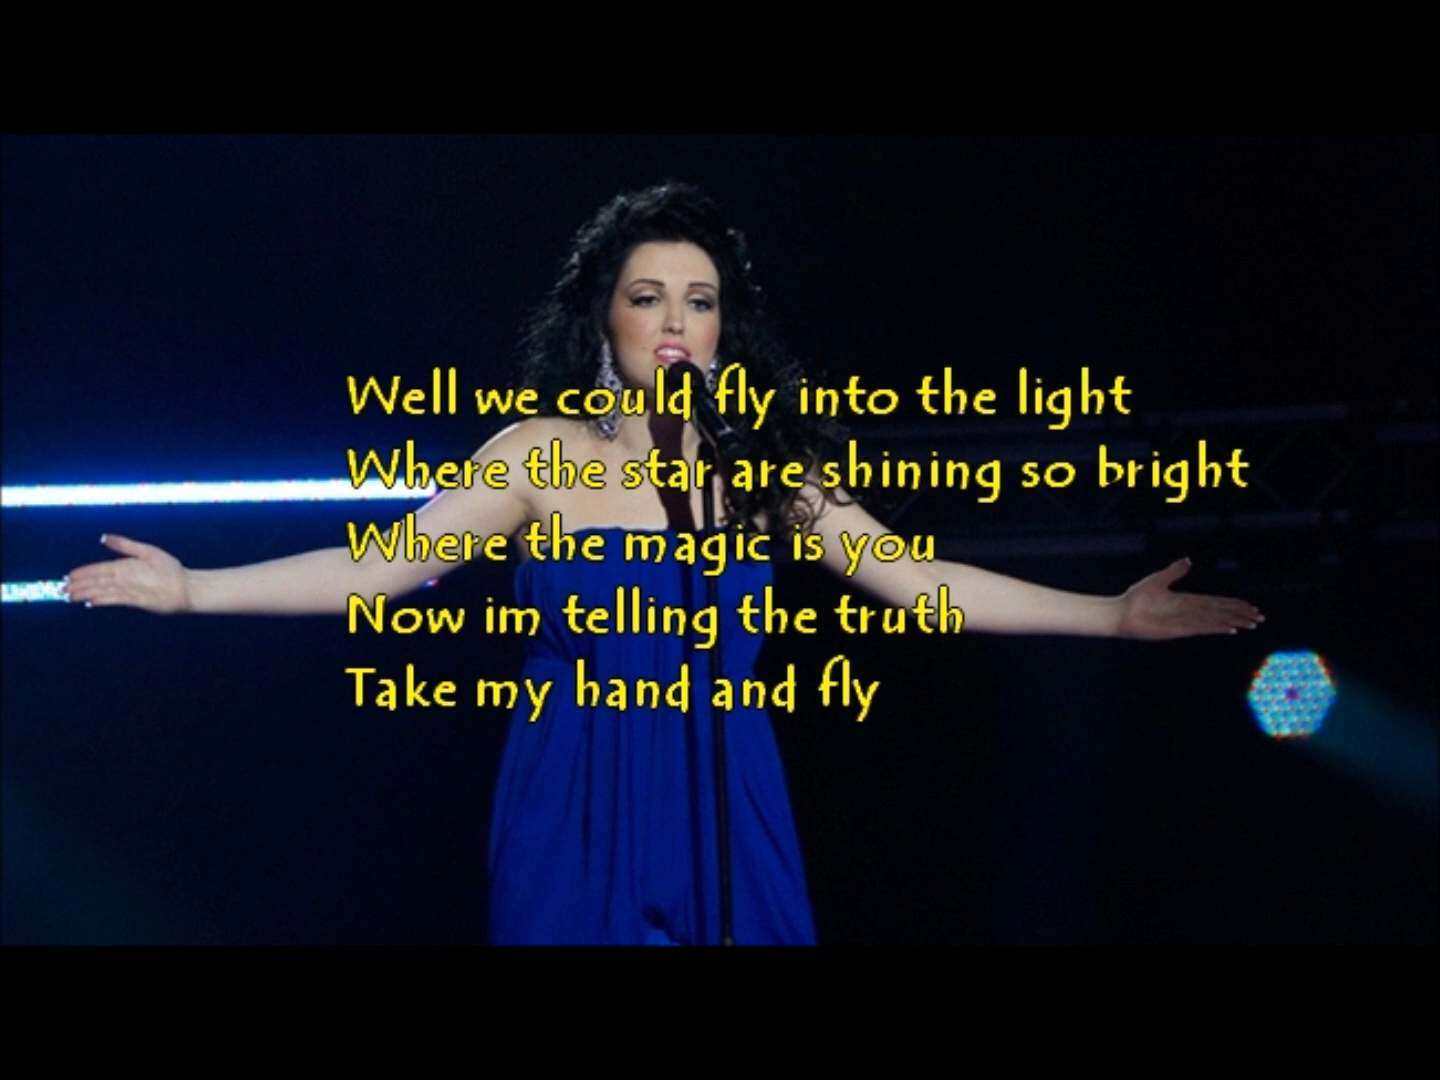 Well we could fly into the light
Where the star are shining so bright
Where the magic is you
Now im telling the truth
Take my hand and fly